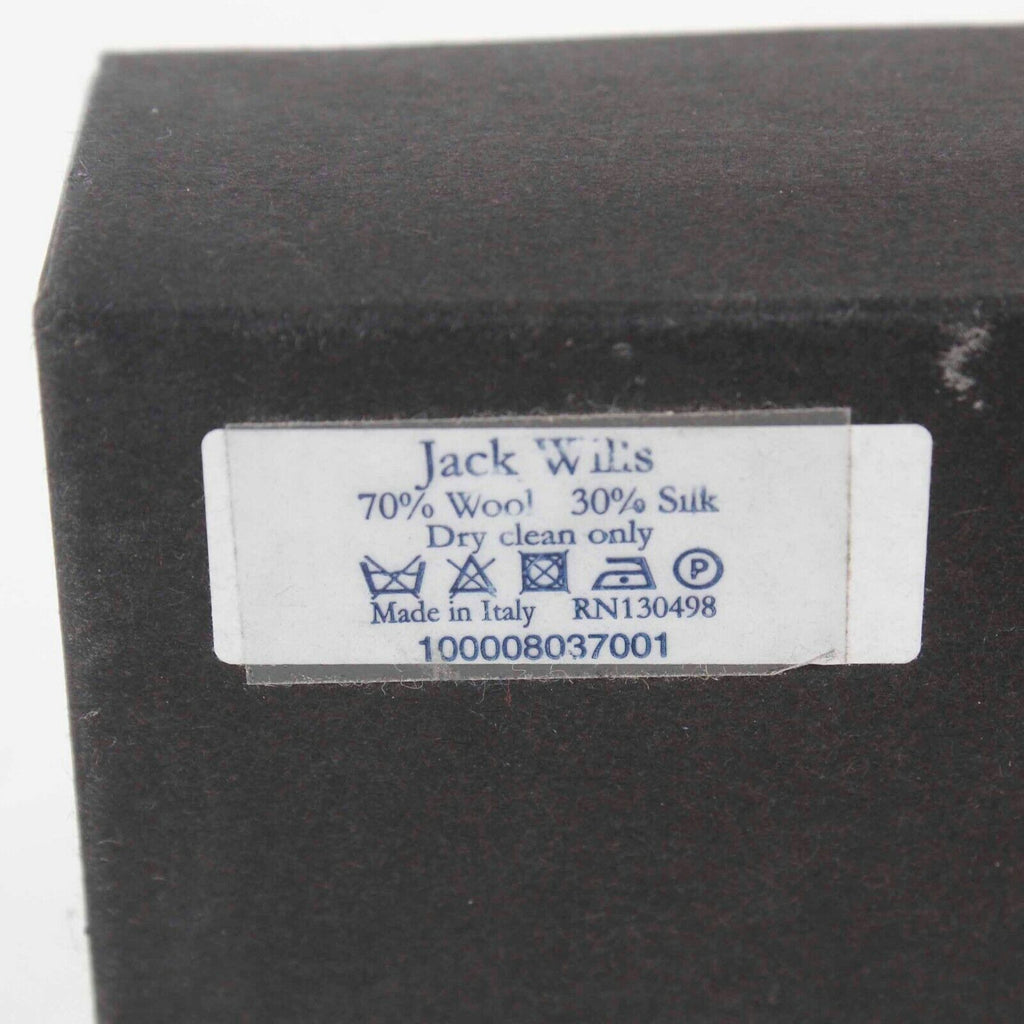 Jack Wills
70% Wool 30% Silk
Dry clean only
P
Made in Italy RN130498
100008037001